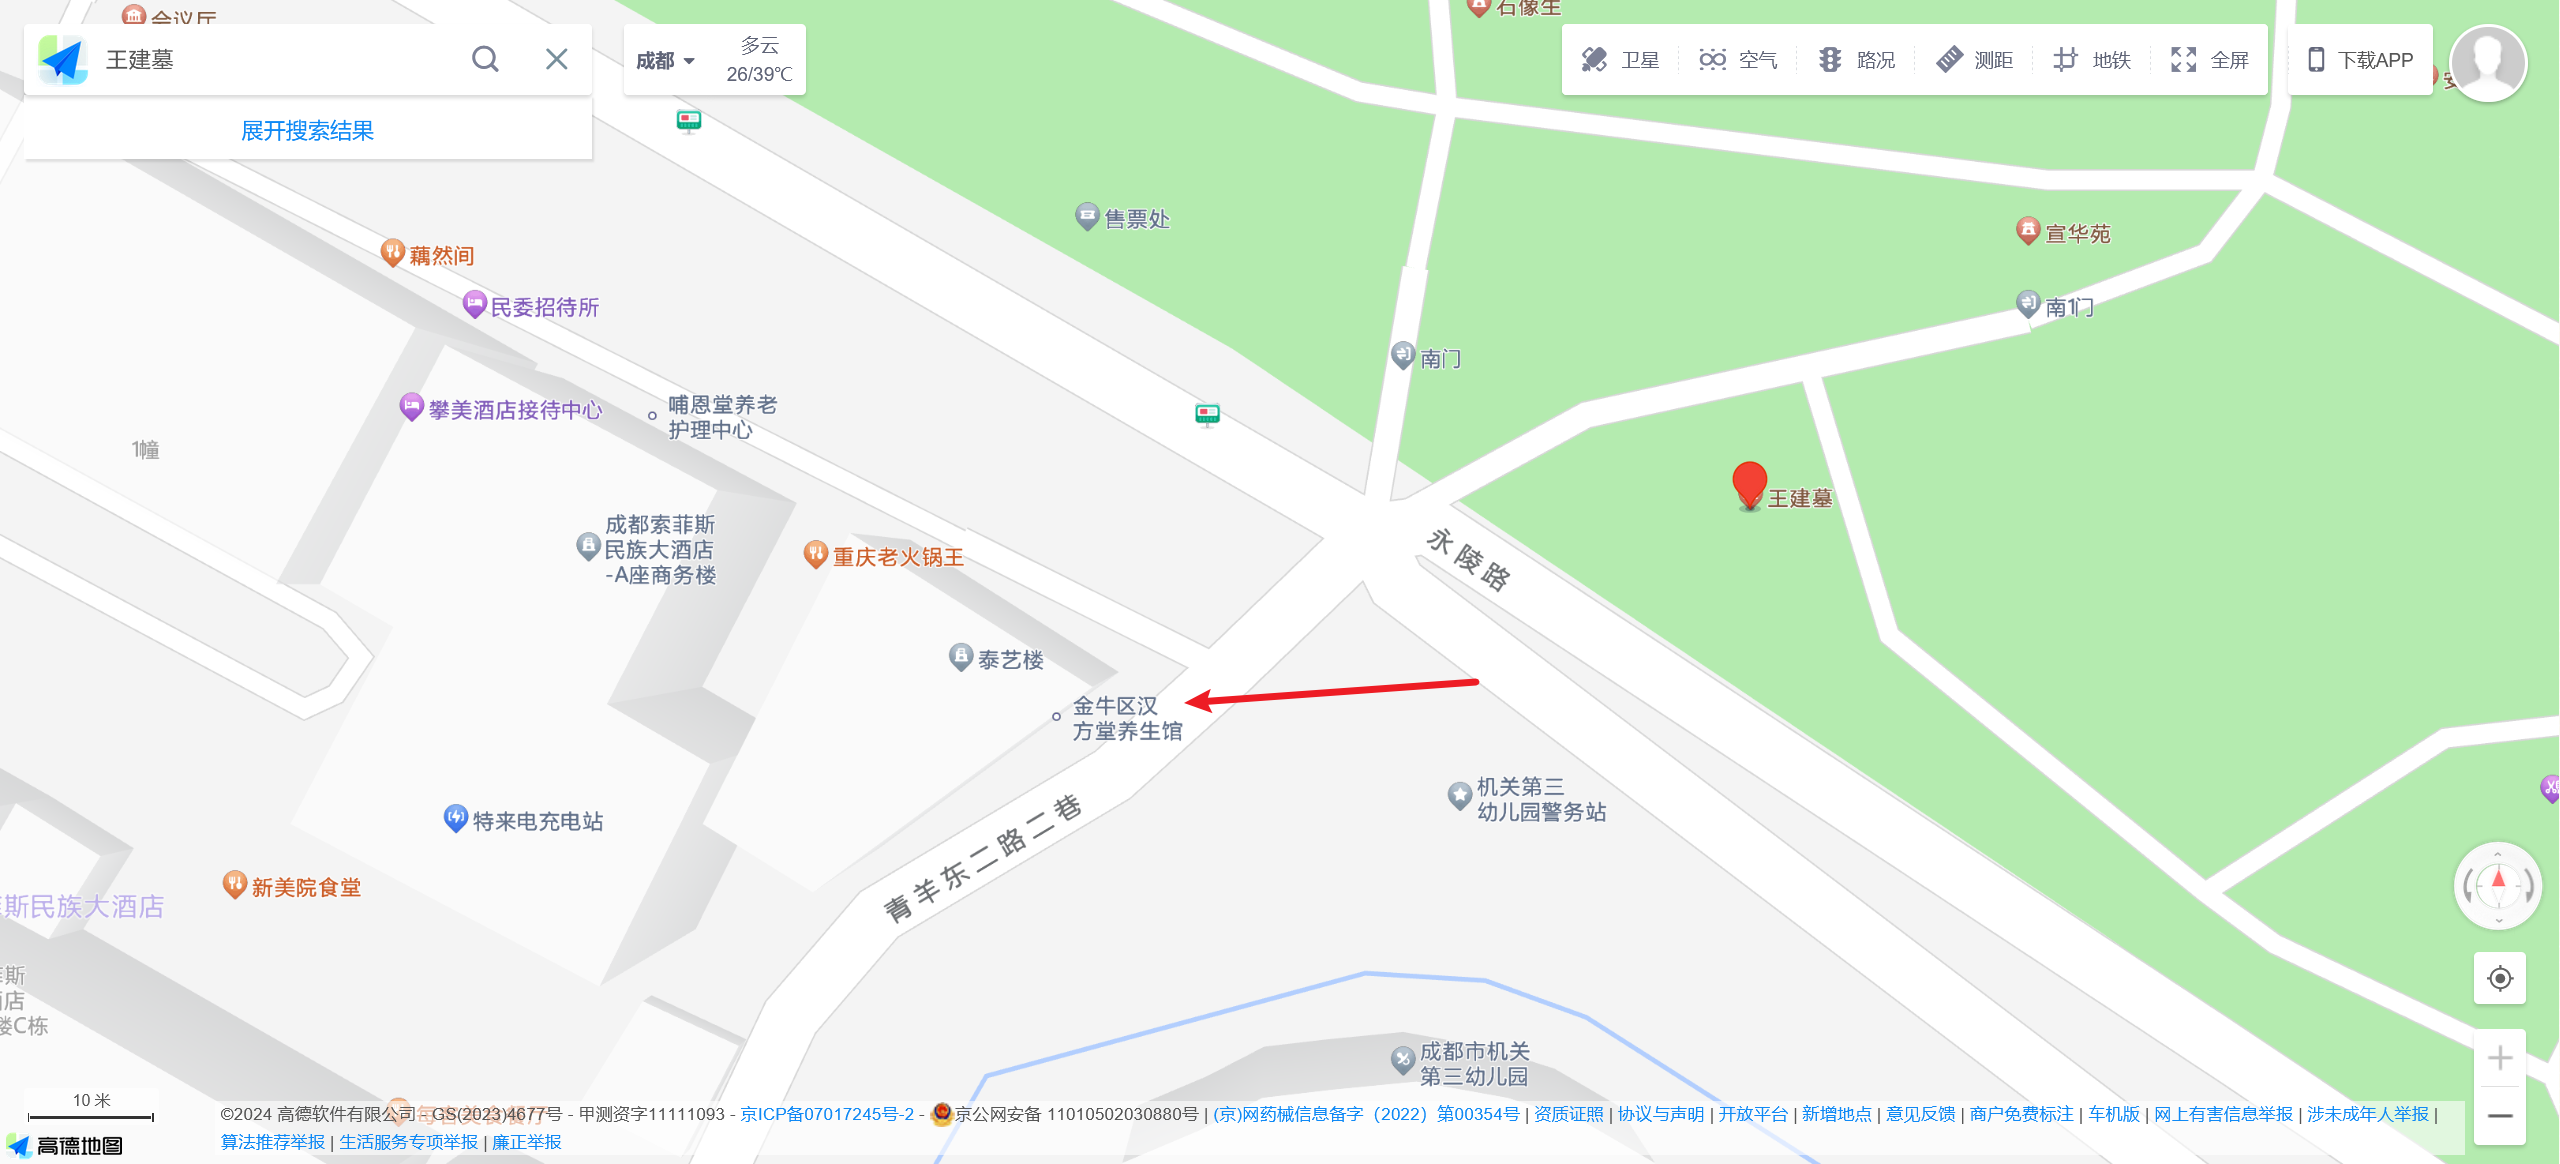 会议厅
石像生
王建墓
成都
多云
26/39℃
卫星
空气
路况
测距
地铁
全屏
下载APP
展开搜索结果
售票处
宣华苑
藕然间
民委招待所
南1门
南门
攀美酒店接待中心
哺恩堂养老
护理中心
1幢
王建墓
成都索菲斯
民族大酒店
-A座商务楼
重庆老火锅王
永陵路
泰艺楼
金牛区汉
方堂养生馆
机关第三
幼儿园警务站
特来电充电站
青羊东二路二巷
新美院食堂
斯民族大酒店
斯
店
楼C栋
成都市机关
第三幼儿园
10 米
©2024 高德软件有限公司 - GS(2023)4677号 - 甲测资字11111093 - 京ICP备07017245号-2 - 京公网安备 11010502030880号 | (京)网药械信息备字（2022）第00354号 | 资质证照 | 协议与声明 | 开放平台 | 新增地点 | 意见反馈 | 商户免费标注 | 车机版 | 网上有害信息举报 | 涉未成年人举报 |
算法推荐举报 | 生活服务专项举报 | 廉正举报
高德地图